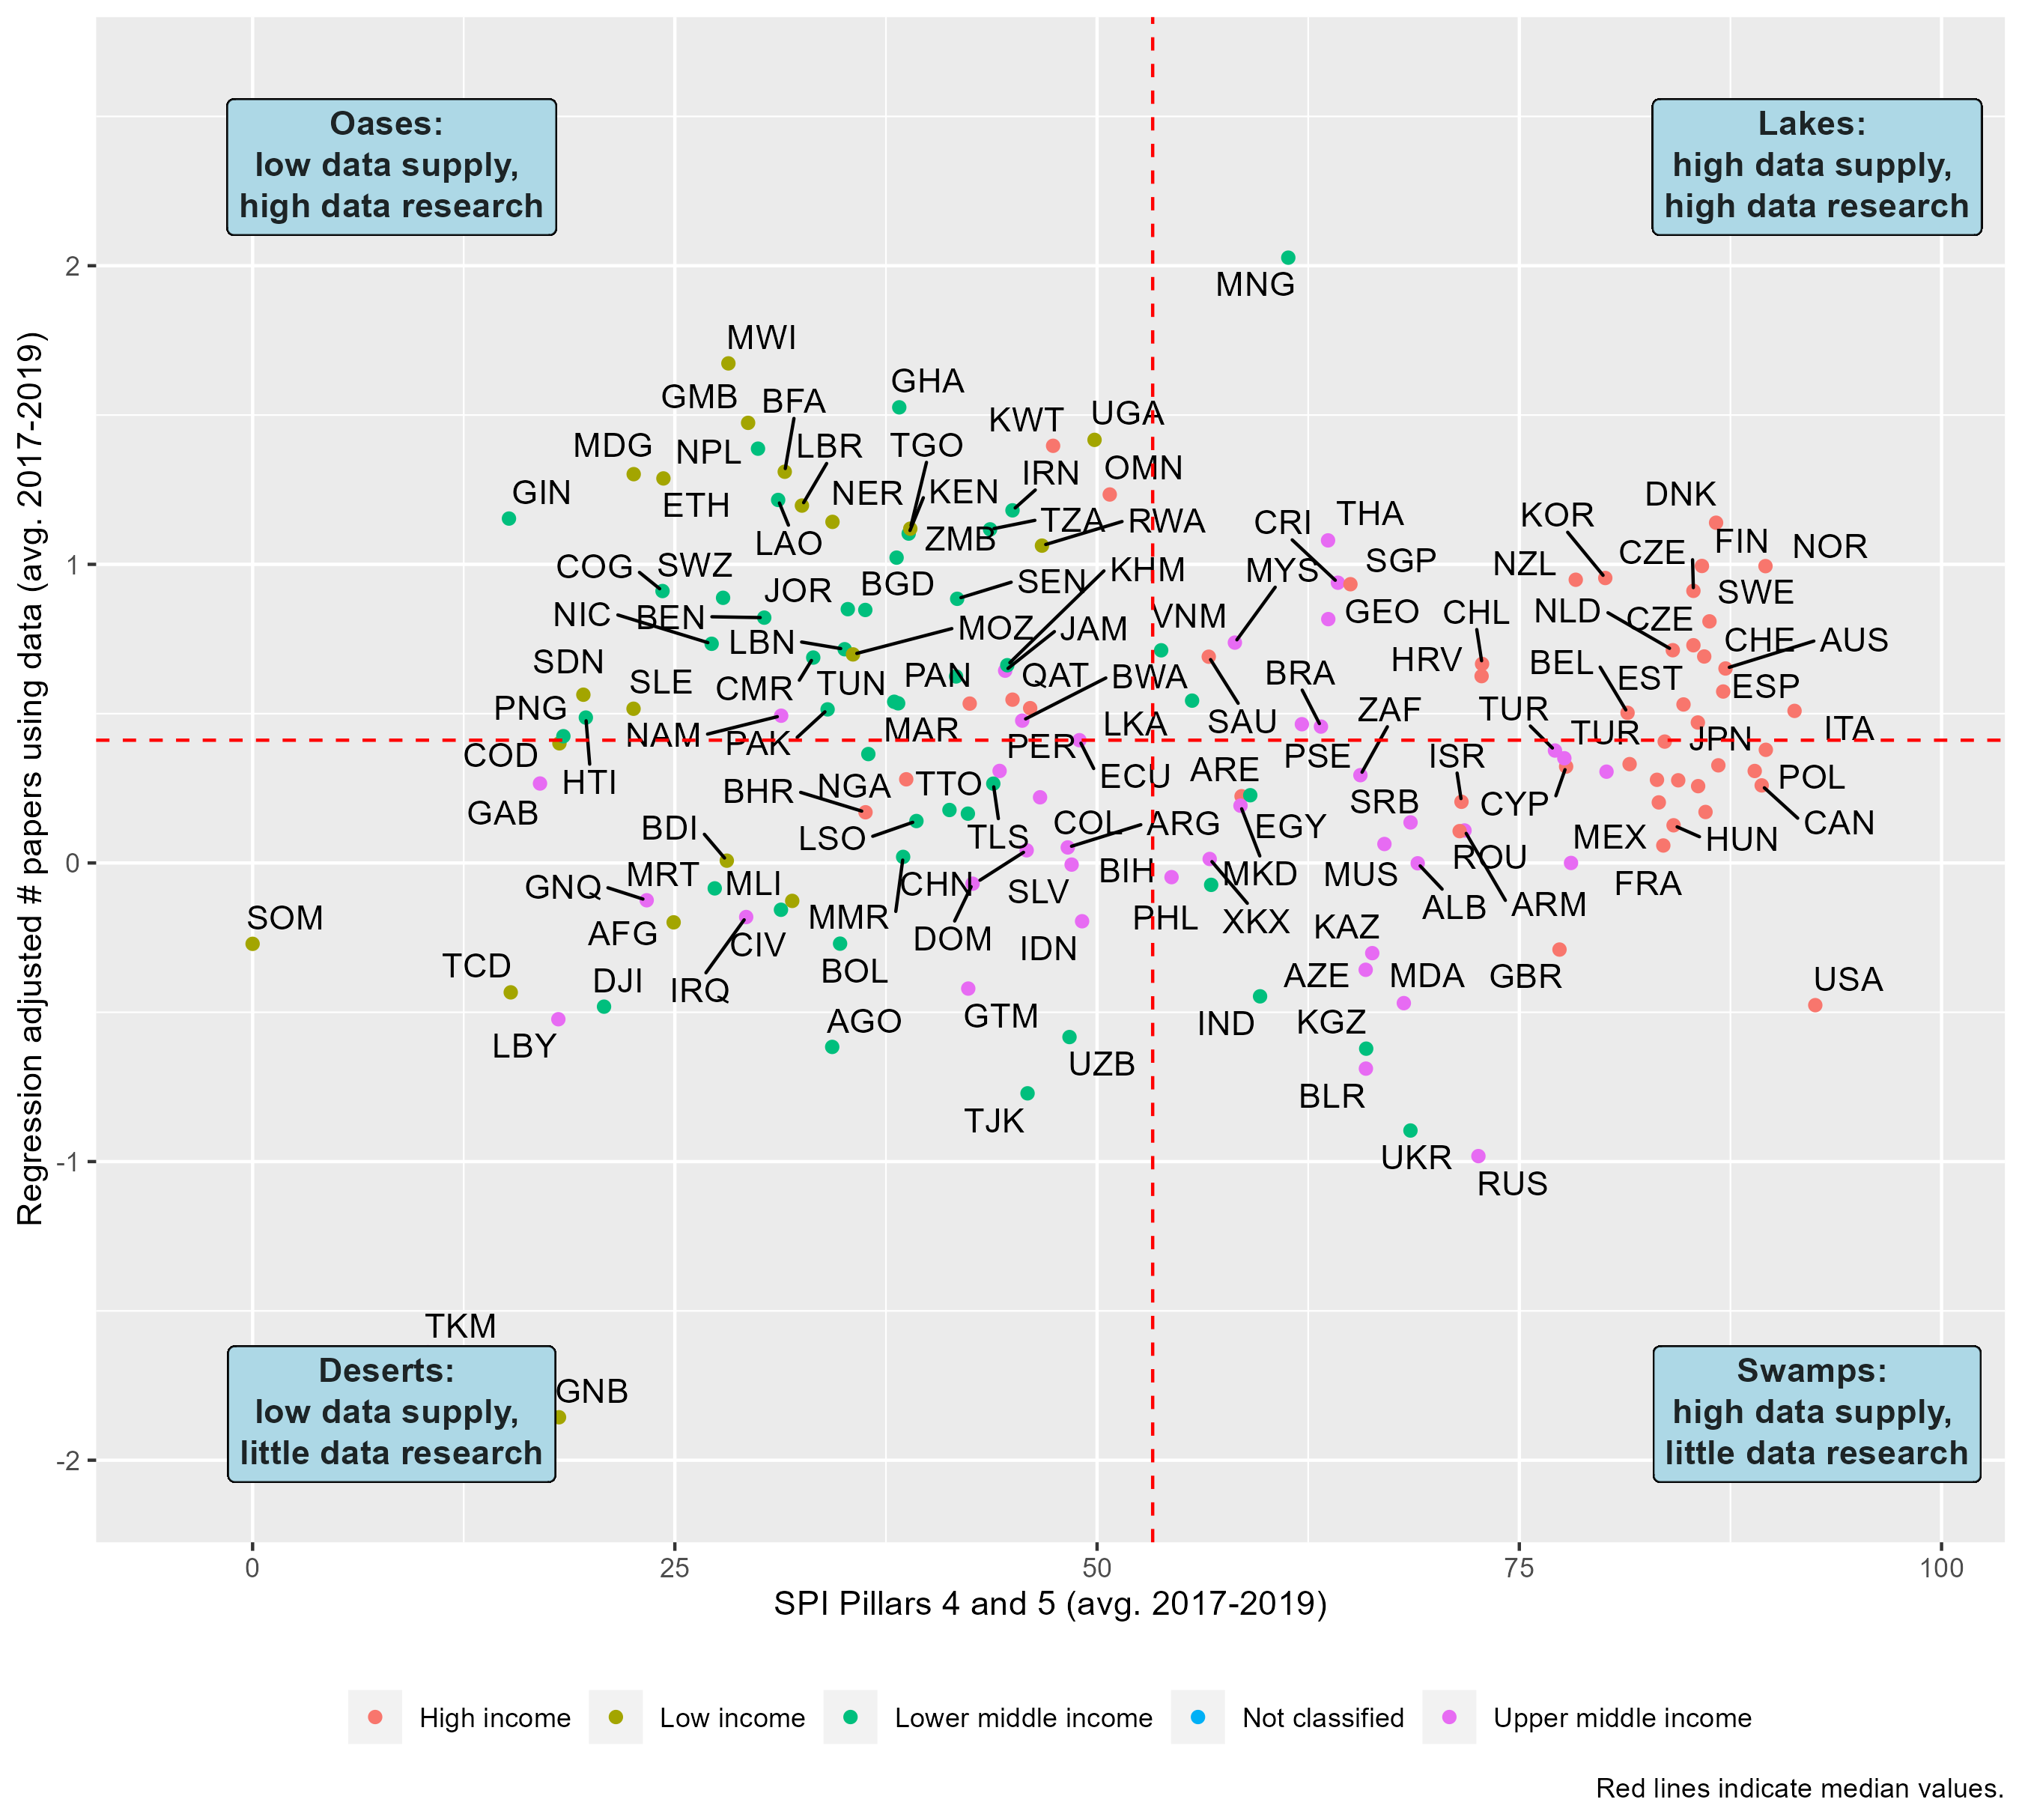 Oases:
low data supply,
high data research
Lakes:
high data supply,
high data research
2
MNG
MWI
GHA
GMB
BFA
KWT
UGA
MDG
NPL
LBR
TGO
IRN
OMN
GIN
ETH
NER
KEN
DNK
THA
KOR
LAO
ZMB
TZA
RWA
CRI
FIN
1
COG
SWZ
KHM
MYS
SGP
NZL
CZE
NOR
JOR
BGD
SEN
NIC
BEN
VNM
GEO
CHL
NLD
CZE
SWE
LBN
MOZ
JAM
CHE
AUS
SDN
SLE
CMR
TUN
PAN
QAT
BWA
BRA
HRV
BEL
EST
ESP
PNG
NAM
PAK
MAR
LKA
SAU
ZAF
TUR
TUR
JPN
ITA
COD
PER
PSE
ISR
HTI
BHR
NGA
TTO
ECU
ARE
POL
GAB
SRB
CYP
BDI
LSO
TLS
COL
ARG
EGY
MEX
HUN
CAN
0
MRT
MLI
CHN
SLV
BIH
MKD
ROU
GNQ
MUS
FRA
SOM
AFG
CIV
MMR
DOM
IDN
PHL
XKX
ALB
ARM
KAZ
TCD
DJI
IRQ
BOL
AZE
MDA
GBR
USA
LBY
AGO
GTM
IND
KGZ
UZB
BLR
TJK
-1
UKR
RUS
TKM
GNB
Deserts:
low data supply,
little data research
Swamps:
high data supply,
little data research
-2
Regression adjusted # papers using data (avg. 2017-2019)
0
25
50
75
100
SPI Pillars 4 and 5 (avg. 2017-2019)
High income
Low income
Lower middle income
Not classified
Upper middle income
Red lines indicate median values.